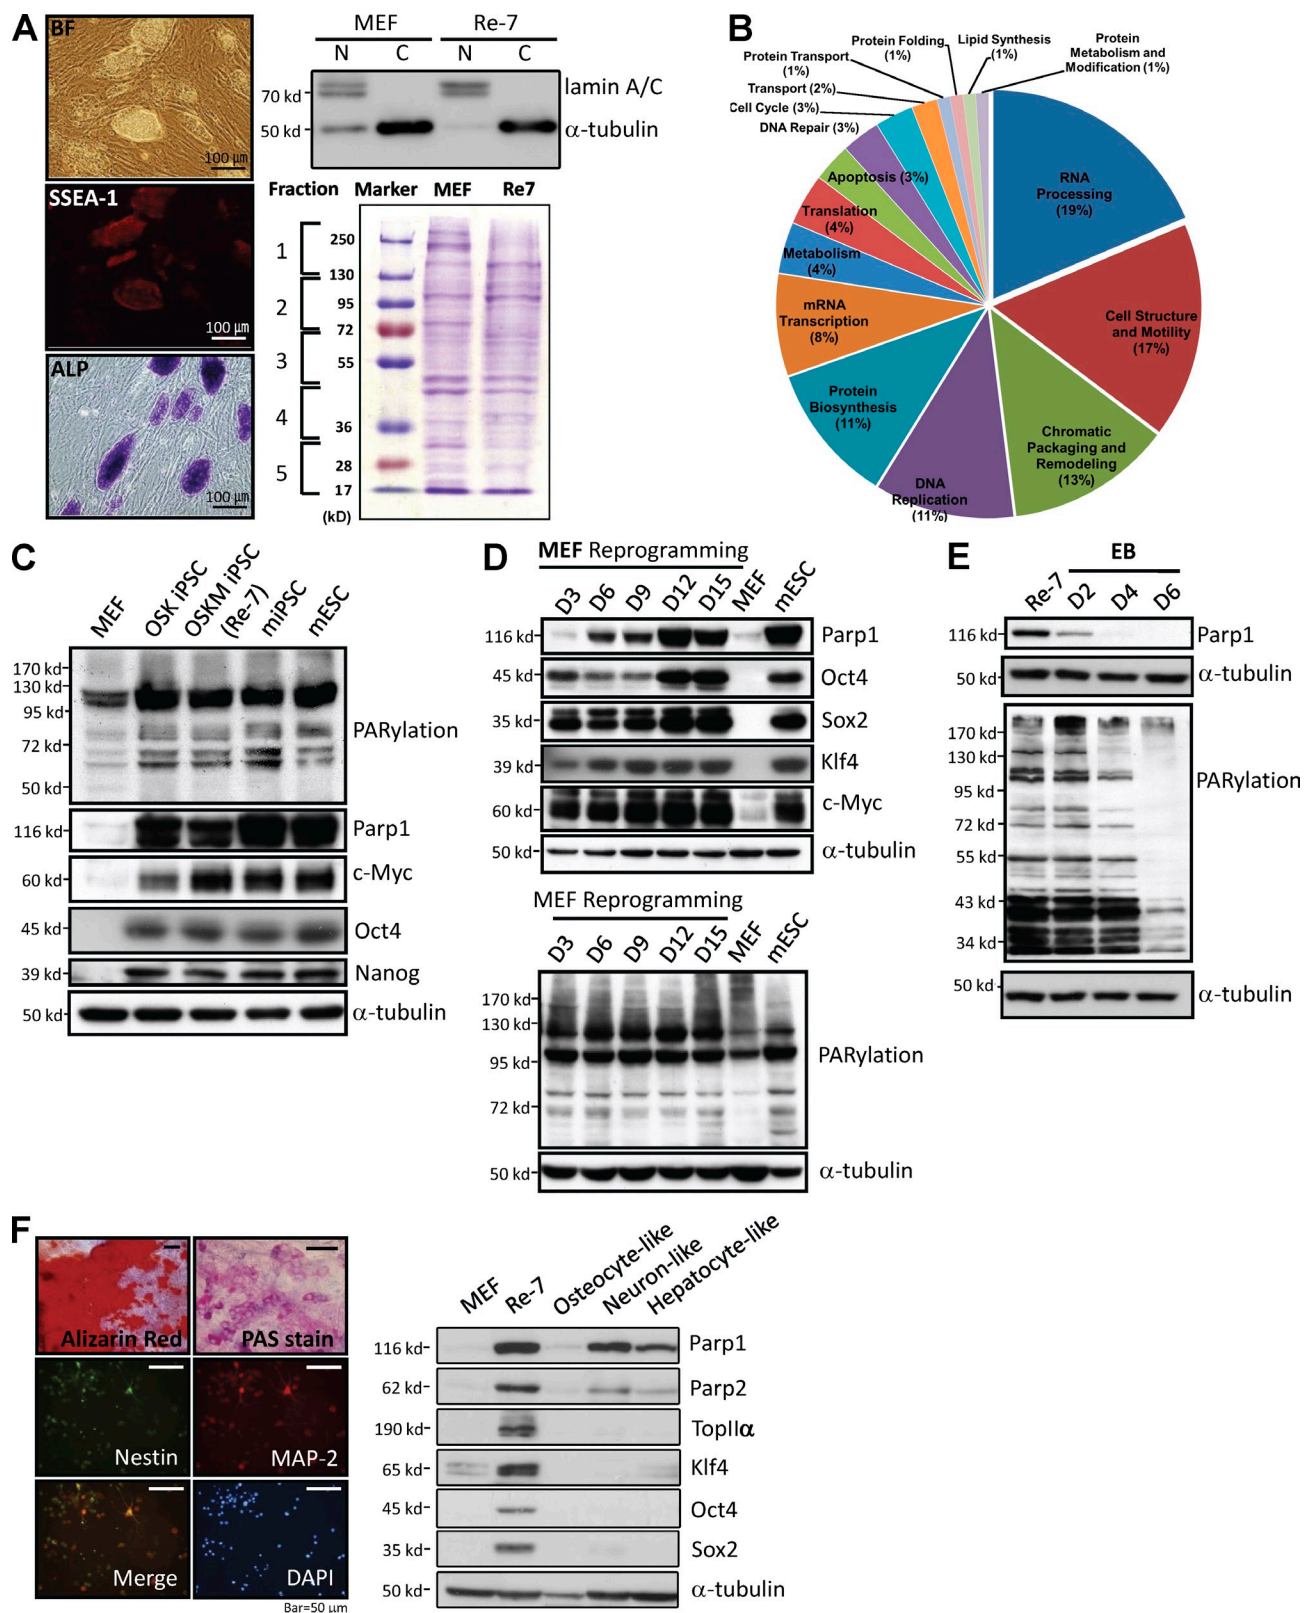 A
BF
100 µm
SSEA-1
100 µm
ALP
100 µm
MEF Re-7
N C N C
70 kd
50 kd
lamin A/C
α-tubulin
Fraction Marker MEF Re7
1
2
3
4
5
250
130
95
72
55
36
28
17
(kD)
B
Protein Folding
(1%)
Lipid Synthesis
(1%)
Protein
Metabolism and
Modification (1%)
Protein Transport
(1%)
Transport (2%)
Cell Cycle (3%)
DNA Repair (3%)
Apoptosis (3%)
Translation
(4%)
Metabolism
(4%)
mRNA
Transcription
(8%)
Protein
Biosynthesis
(11%)
DNA
Replication
(11%)
Chromatic
Packaging and
Remodeling
(13%)
Cell Structure
and Motility
(17%)
RNA
Processing
(19%)
C
MEF
OSK iPSC
OSKM iPSC
(Re-7)
miPSC
mESC
170 kd
130 kd
95 kd
72 kd
50 kd
PARylation
116 kd
Parp1
60 kd
c-Myc
45 kd
Oct4
39 kd
Nanog
50 kd
α-tubulin
D
MEF Reprogramming
D3 D6 D9 D12 D15 MEF mESC
116 kd
Parp1
45 kd
Oct4
35 kd
Sox2
39 kd
Klf4
60 kd
c-Myc
50 kd
α-tubulin
MEF Reprogramming
D3 D6 D9 D12 D15 MEF mESC
170 kd
130 kd
95 kd
72 kd
PARylation
50 kd
α-tubulin
E
EB
Re-7 D2 D4 D6
116 kd
Parp1
50 kd
α-tubulin
170 kd
130 kd
95 kd
72 kd
55 kd
43 kd
34 kd
PARylation
50 kd
α-tubulin
F
Alizarin Red
PAS stain
Nestin
MAP-2
Merge
DAPI
Bar=50 µm
MEF
Re-7
Osteocyte-like
Neuron-like
Hepatocyte-like
116 kd
Parp1
62 kd
Parp2
190 kd
TopIIα
65 kd
Klf4
45 kd
Oct4
35 kd
Sox2
50 kd
α-tubulin